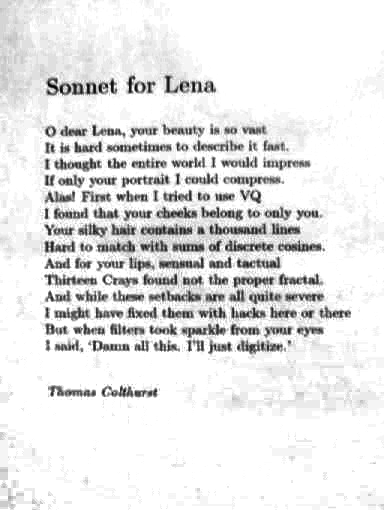 Sonnet for Lena
O dear Lena, your beauty is so vast
It is hard sometimes to describe it fast.
I thought the entire world I would impress
If only your portrait I could compress.
Alas! First when I tried to use VQ
I found that your cheeks belong to only you.
Your silky hair contains a thousand lines
Hard to match with sums of discrete cosines.
And for your lips, sensual and tactual
Thirteen Crays found not the proper fractal.
And while these setbacks are all quite severe
I might have fixed them with hacks here or there
But when filters took sparkle from your eyes
I said, 'Damn all this. I'll just digitize.'
Thomas Colthurst